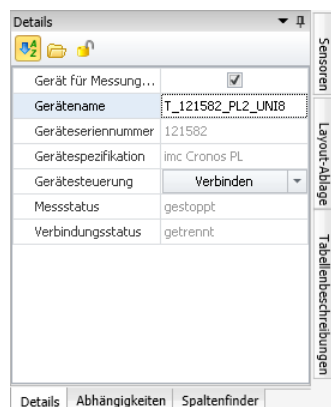 Details
Gerät für Messung...
Gerätename T_121582_PL2_UNI8
Geräteseriennummer 121582
Gerätespezifikation imc Cronos PL
Gerätesteuerung Verbinden
Messstatus gestoppt
Verbindungsstatus getrennt
Details Abhängigkeiten Spaltenfinder
Sensoren
Layout-Ablage
Tabellenbeschreibungen